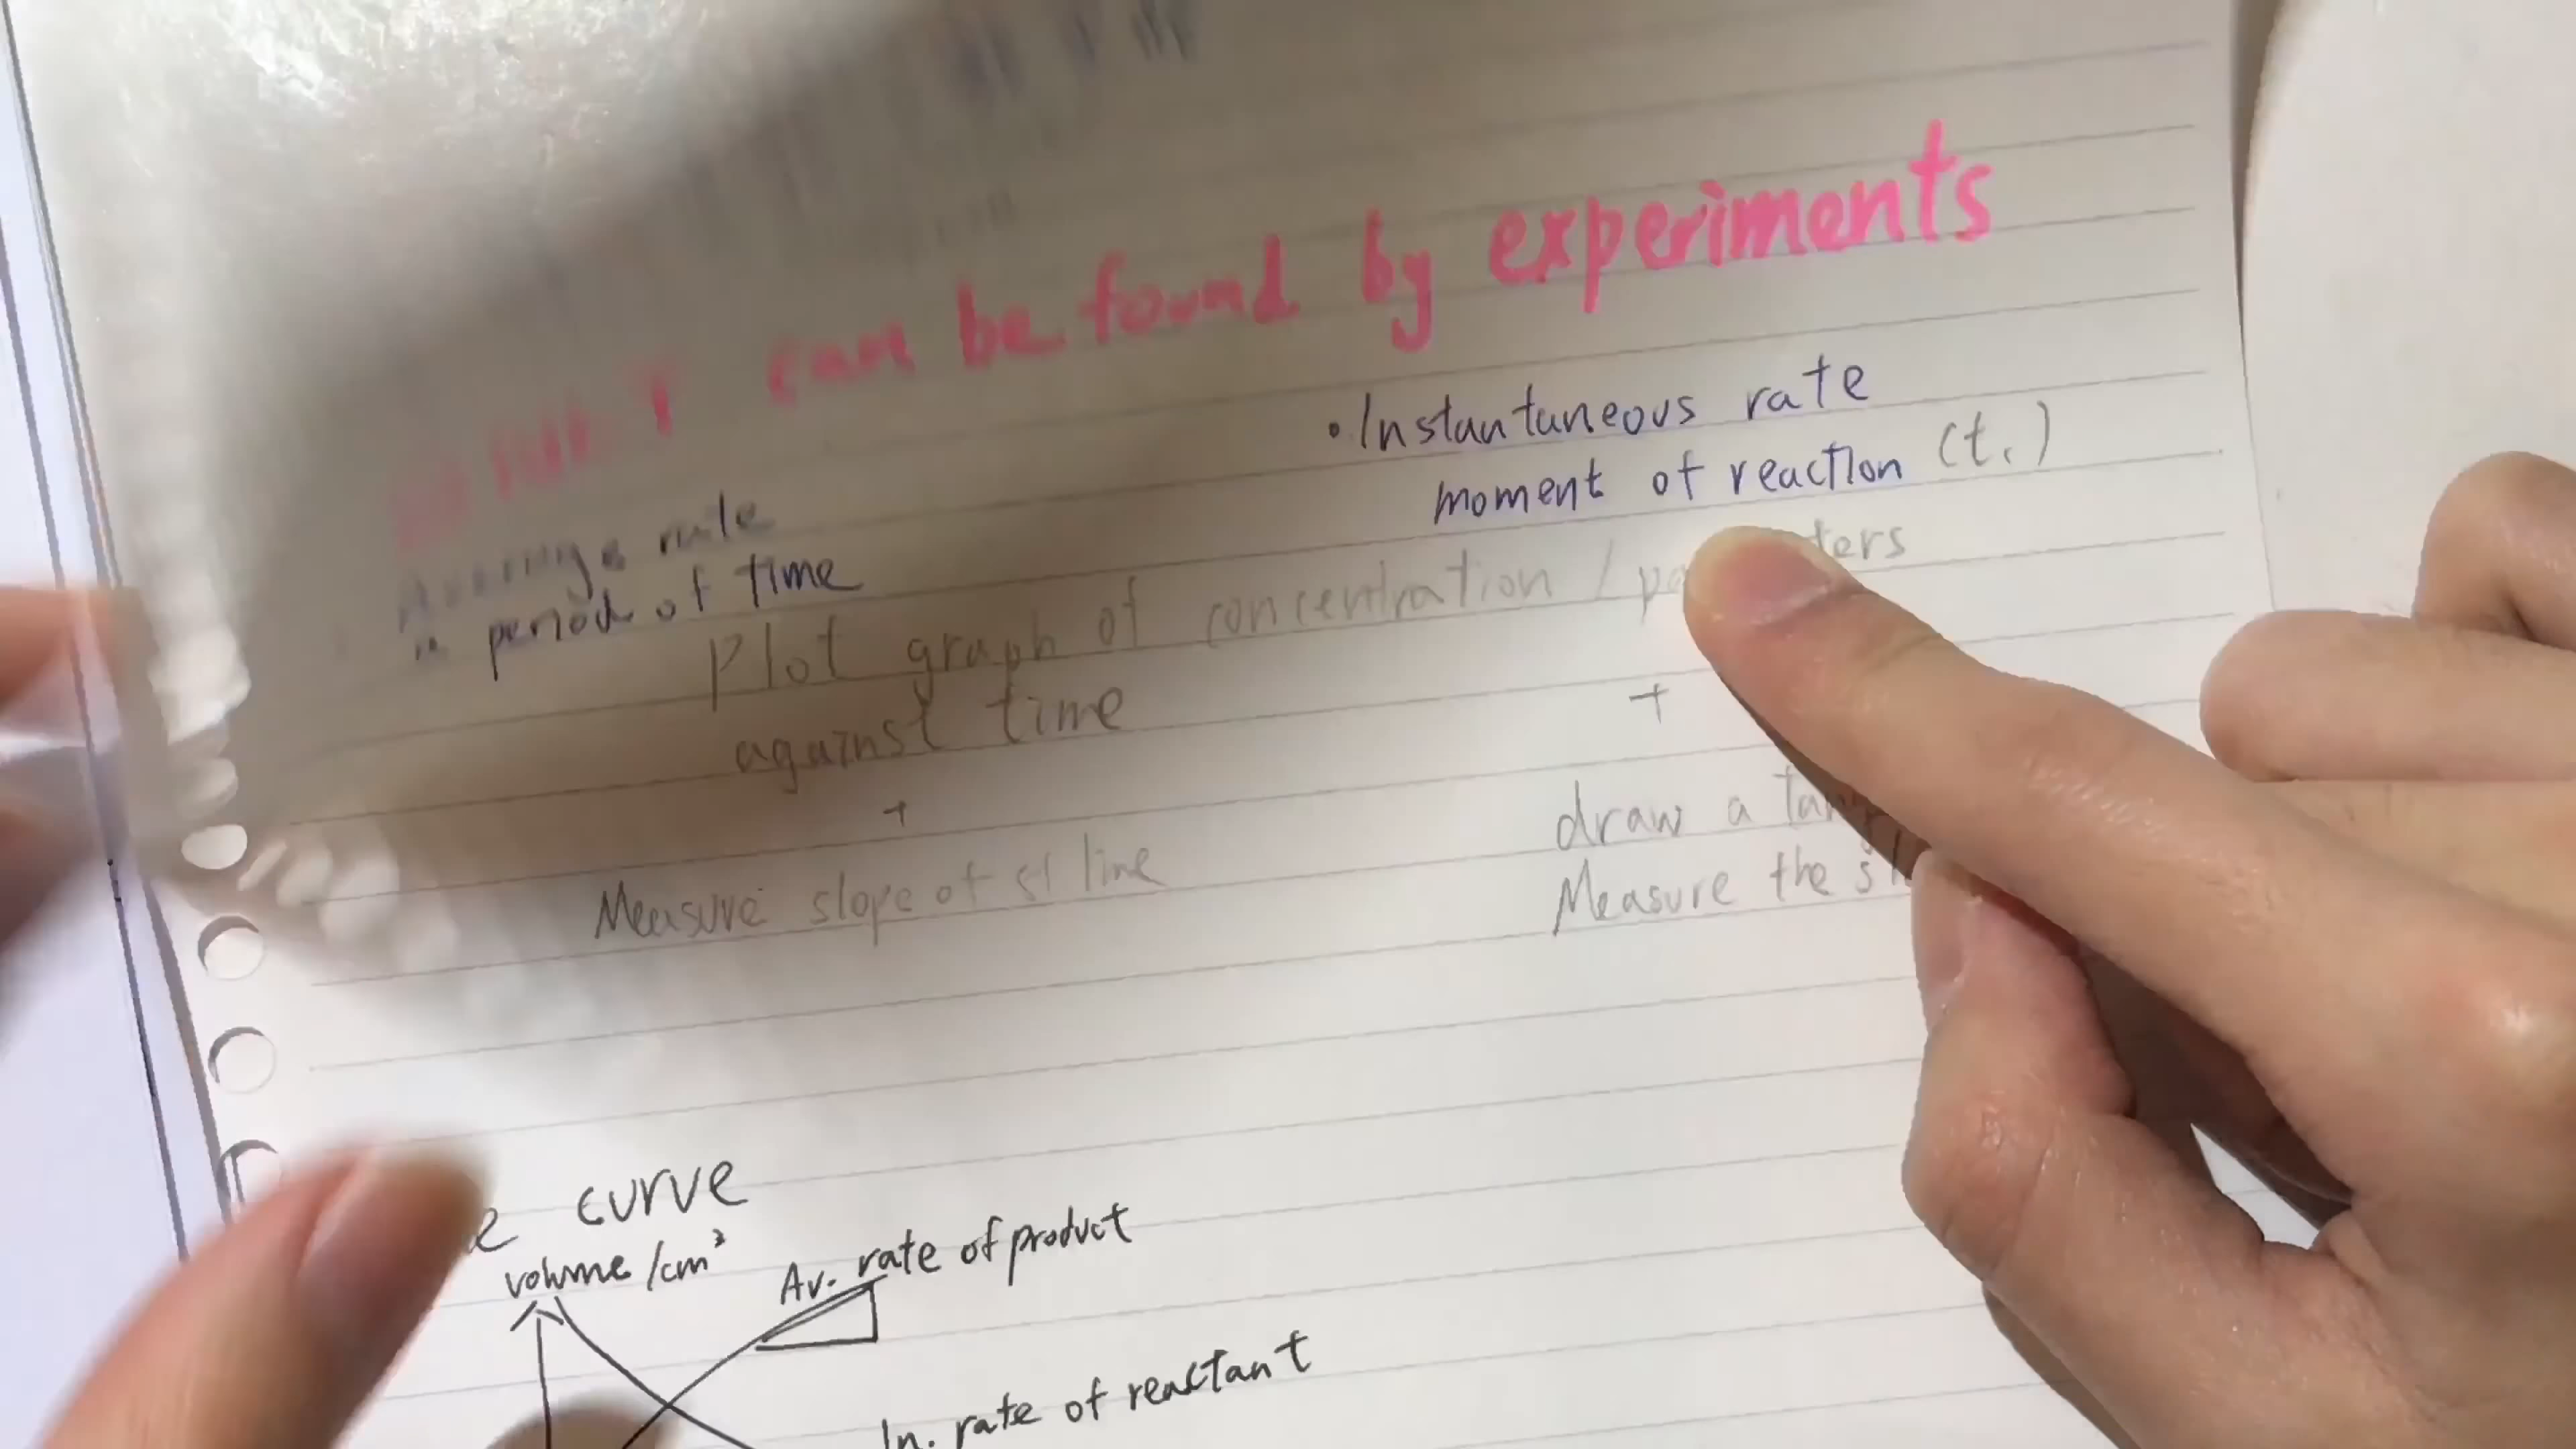 can be found by experiments
Average rate
in period of time
• Instantaneous rate
moment of reaction (t1)
Plot graph of concentration /
against time
+
Measure slope of st line
+
draw a
Measure the
curve
volume /cm³
Av. rate of product
In. rate of reactant